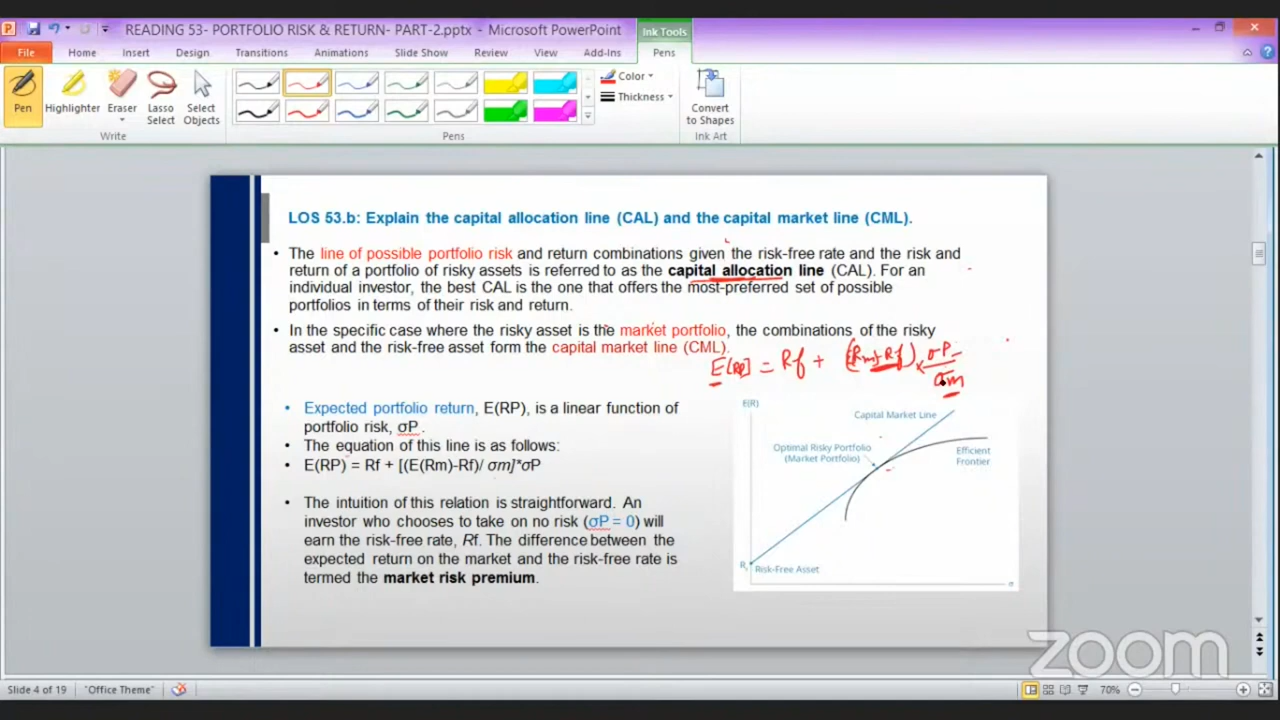 READING 53- PORTFOLIO RISK & RETURN- PART-2.pptx - Microsoft PowerPoint
Ink Tools
File Home Insert Design Transitions Animations Slide Show Review View Add-Ins Pens
Pen Highlighter Eraser Lasso Select Select Objects
Color
Thickness
Convert to Shapes
Write Pens Ink Art
LOS 53.b: Explain the capital allocation line (CAL) and the capital market line (CML).
• The line of possible portfolio risk and return combinations given the risk-free rate and the risk and
return of a portfolio of risky assets is referred to as the capital allocation line (CAL). For an
individual investor, the best CAL is the one that offers the most-preferred set of possible
portfolios in terms of their risk and return.
• In the specific case where the risky asset is the market portfolio, the combinations of the risky
asset and the risk-free asset form the capital market line (CML).
E(RP) = Rf + (Rm-Rf) × σP
σm
• Expected portfolio return, E(RP), is a linear function of
portfolio risk, σP.
• The equation of this line is as follows:
• E(RP) = Rf + [(E(Rm)-Rf)/ σm]*σP
• The intuition of this relation is straightforward. An
investor who chooses to take on no risk (σP = 0) will
earn the risk-free rate, Rf. The difference between the
expected return on the market and the risk-free rate is
termed the market risk premium.
E(R)
Capital Market Line
Optimal Risky Portfolio
(Market Portfolio)
Efficient
Frontier
Risk-Free Asset
σ
zoom
Slide 4 of 19 "Office Theme" 70%